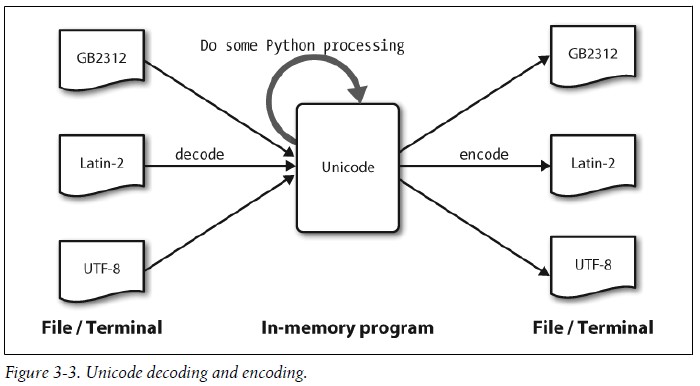 Do some Python processing
GB2312
GB2312
Latin-2
decode
Unicode
encode
Latin-2
UTF-8
UTF-8
File / Terminal
In-memory program
File / Terminal
Figure 3-3. Unicode decoding and encoding.